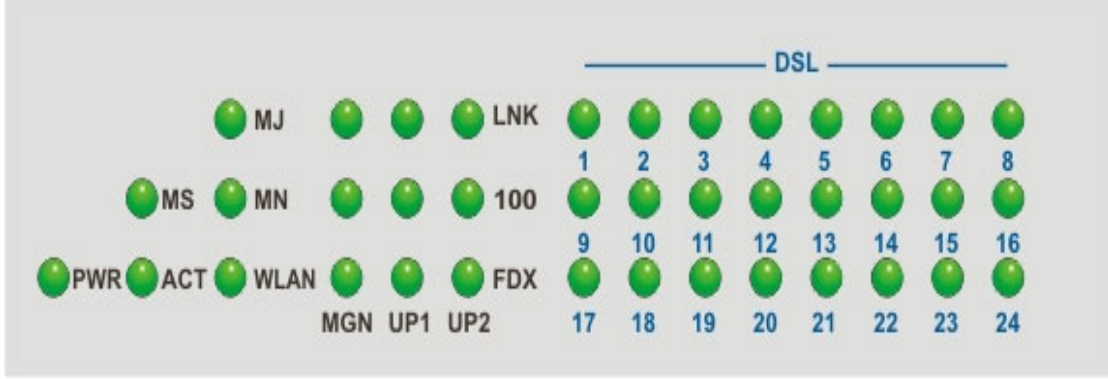 DSL
MJ LNK
1 2 3 4 5 6 7 8
MS MN 100
9 10 11 12 13 14 15 16
PWR ACT WLAN FDX
MGN UP1 UP2 17 18 19 20 21 22 23 24